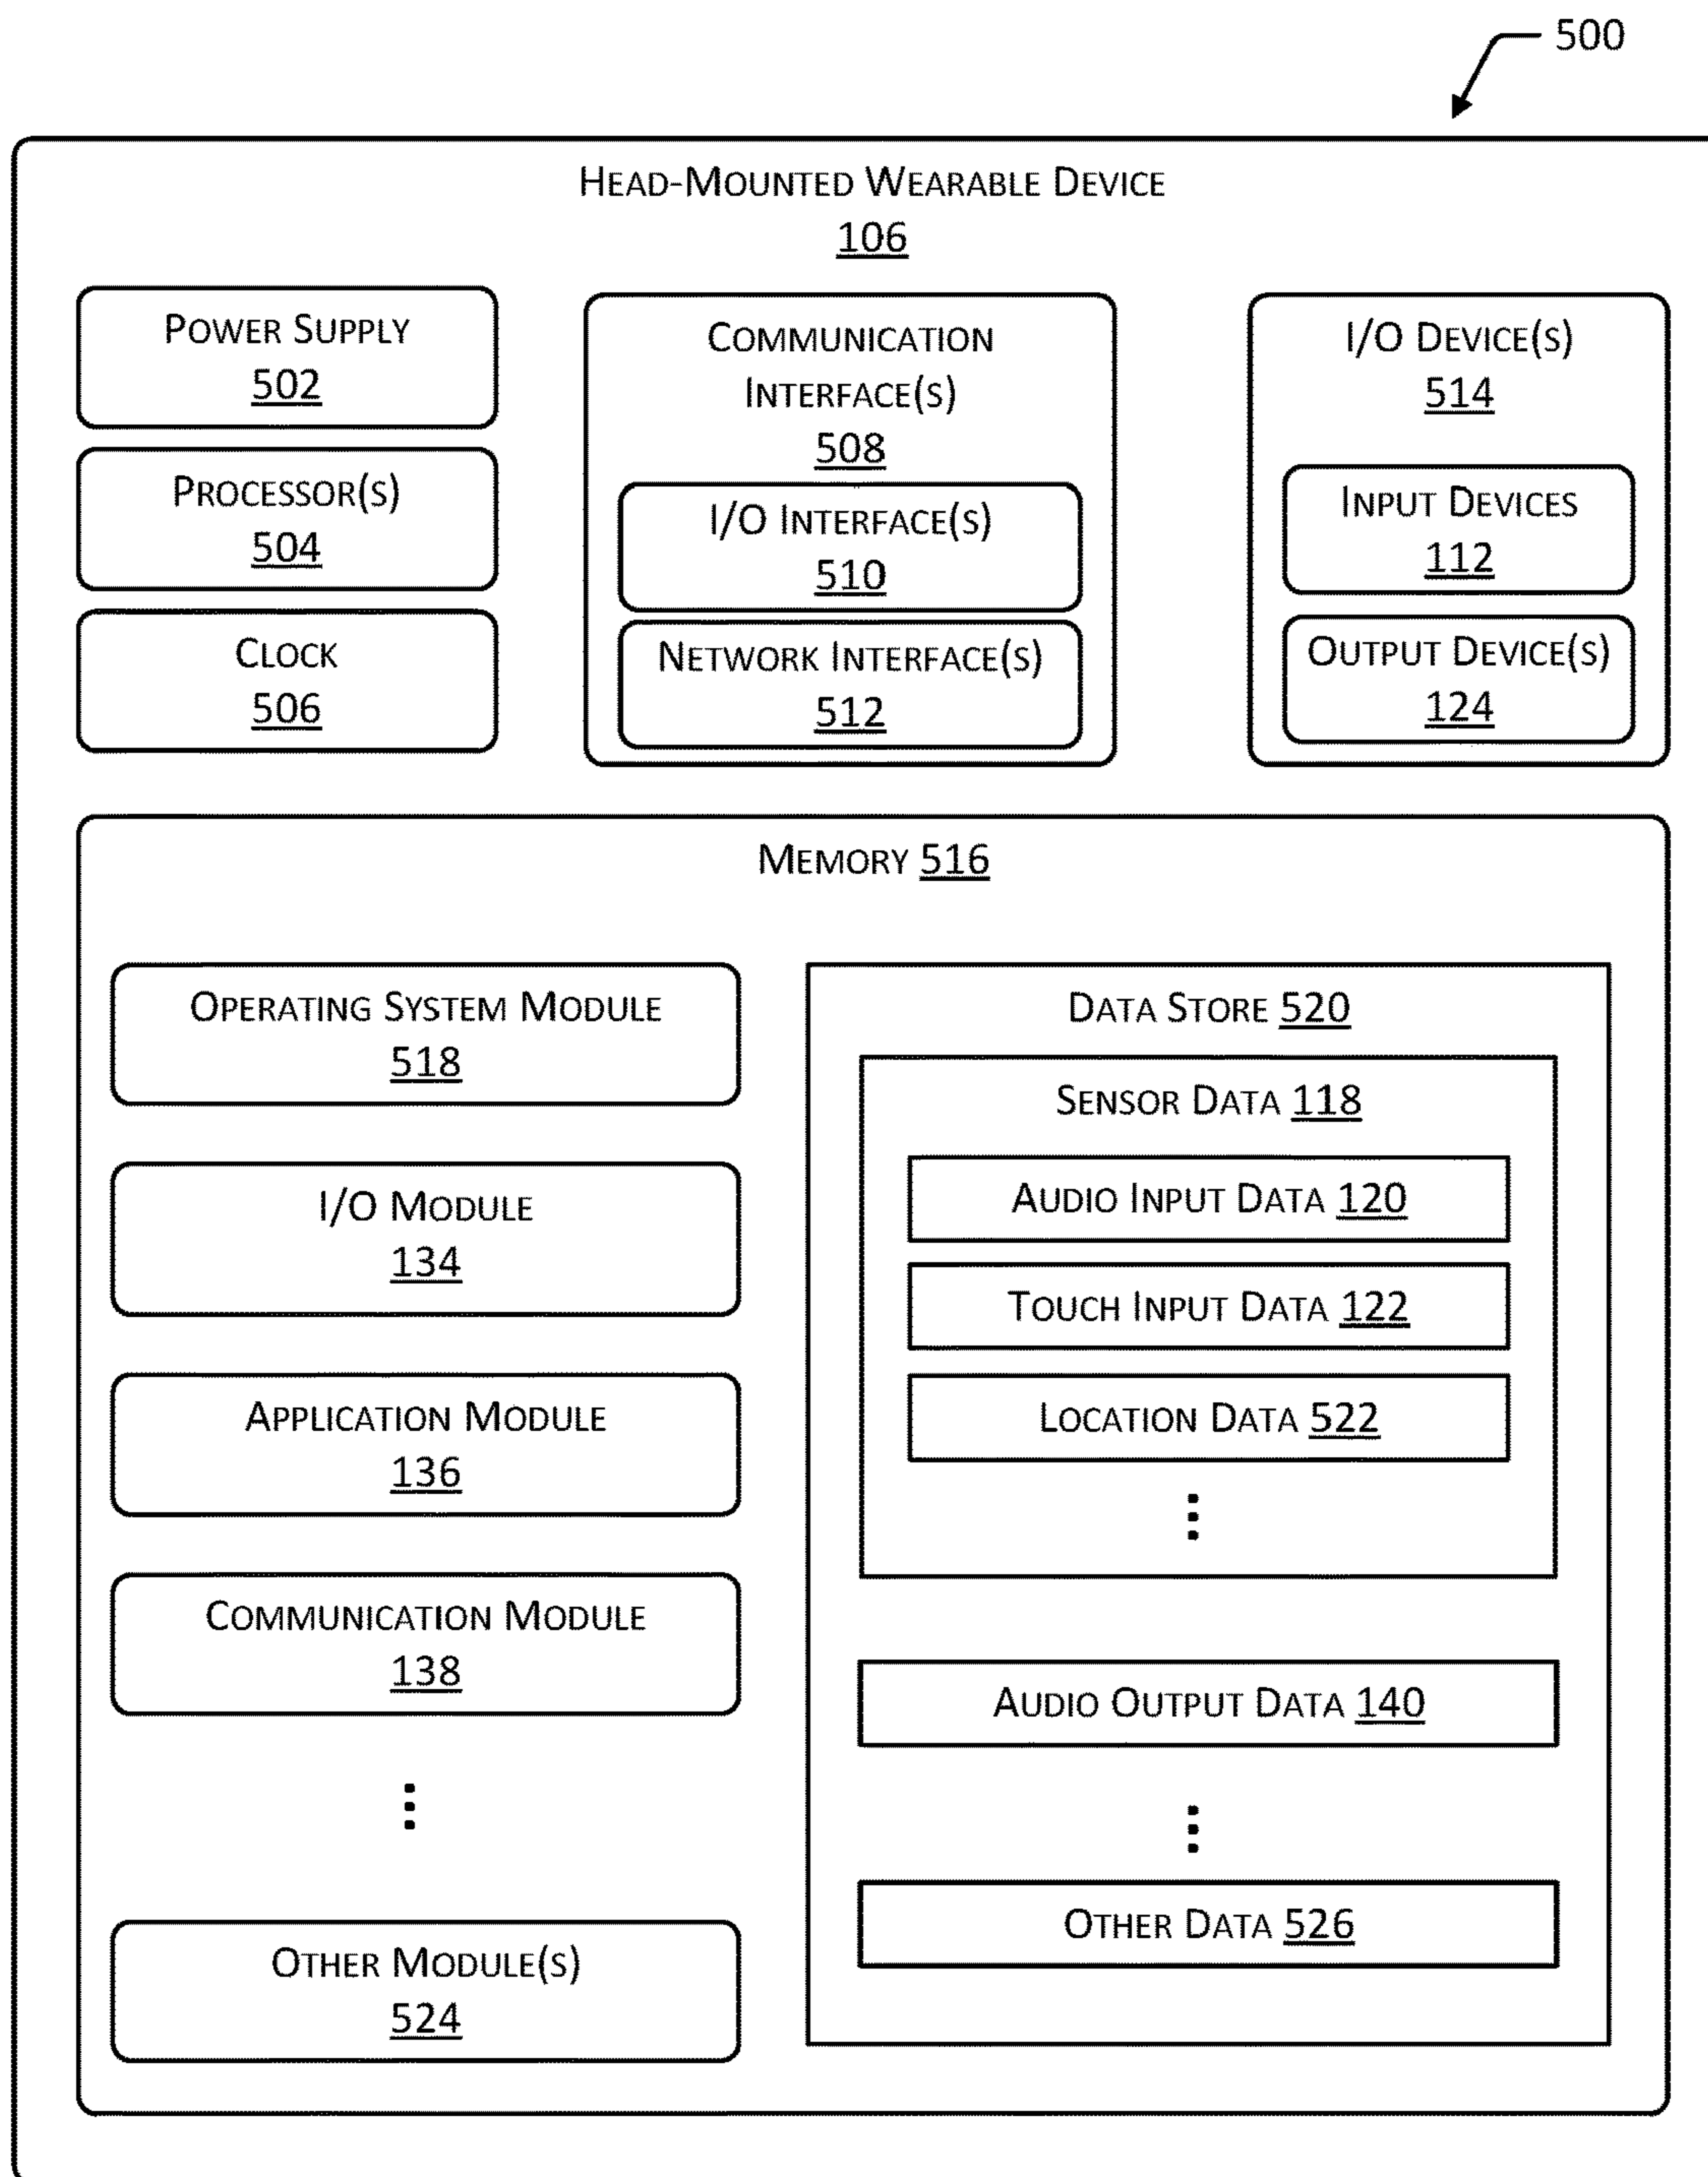 500
HEAD-MOUNTED WEARABLE DEVICE
106
POWER SUPPLY
502
PROCESSOR(S)
504
CLOCK
506
COMMUNICATION
INTERFACE(S)
508
I/O INTERFACE(S)
510
NETWORK INTERFACE(S)
512
I/O DEVICE(S)
514
INPUT DEVICES
112
OUTPUT DEVICE(S)
124
MEMORY 516
OPERATING SYSTEM MODULE
518
I/O MODULE
134
APPLICATION MODULE
136
COMMUNICATION MODULE
138
OTHER MODULE(S)
524
DATA STORE 520
SENSOR DATA 118
AUDIO INPUT DATA 120
TOUCH INPUT DATA 122
LOCATION DATA 522
AUDIO OUTPUT DATA 140
OTHER DATA 526